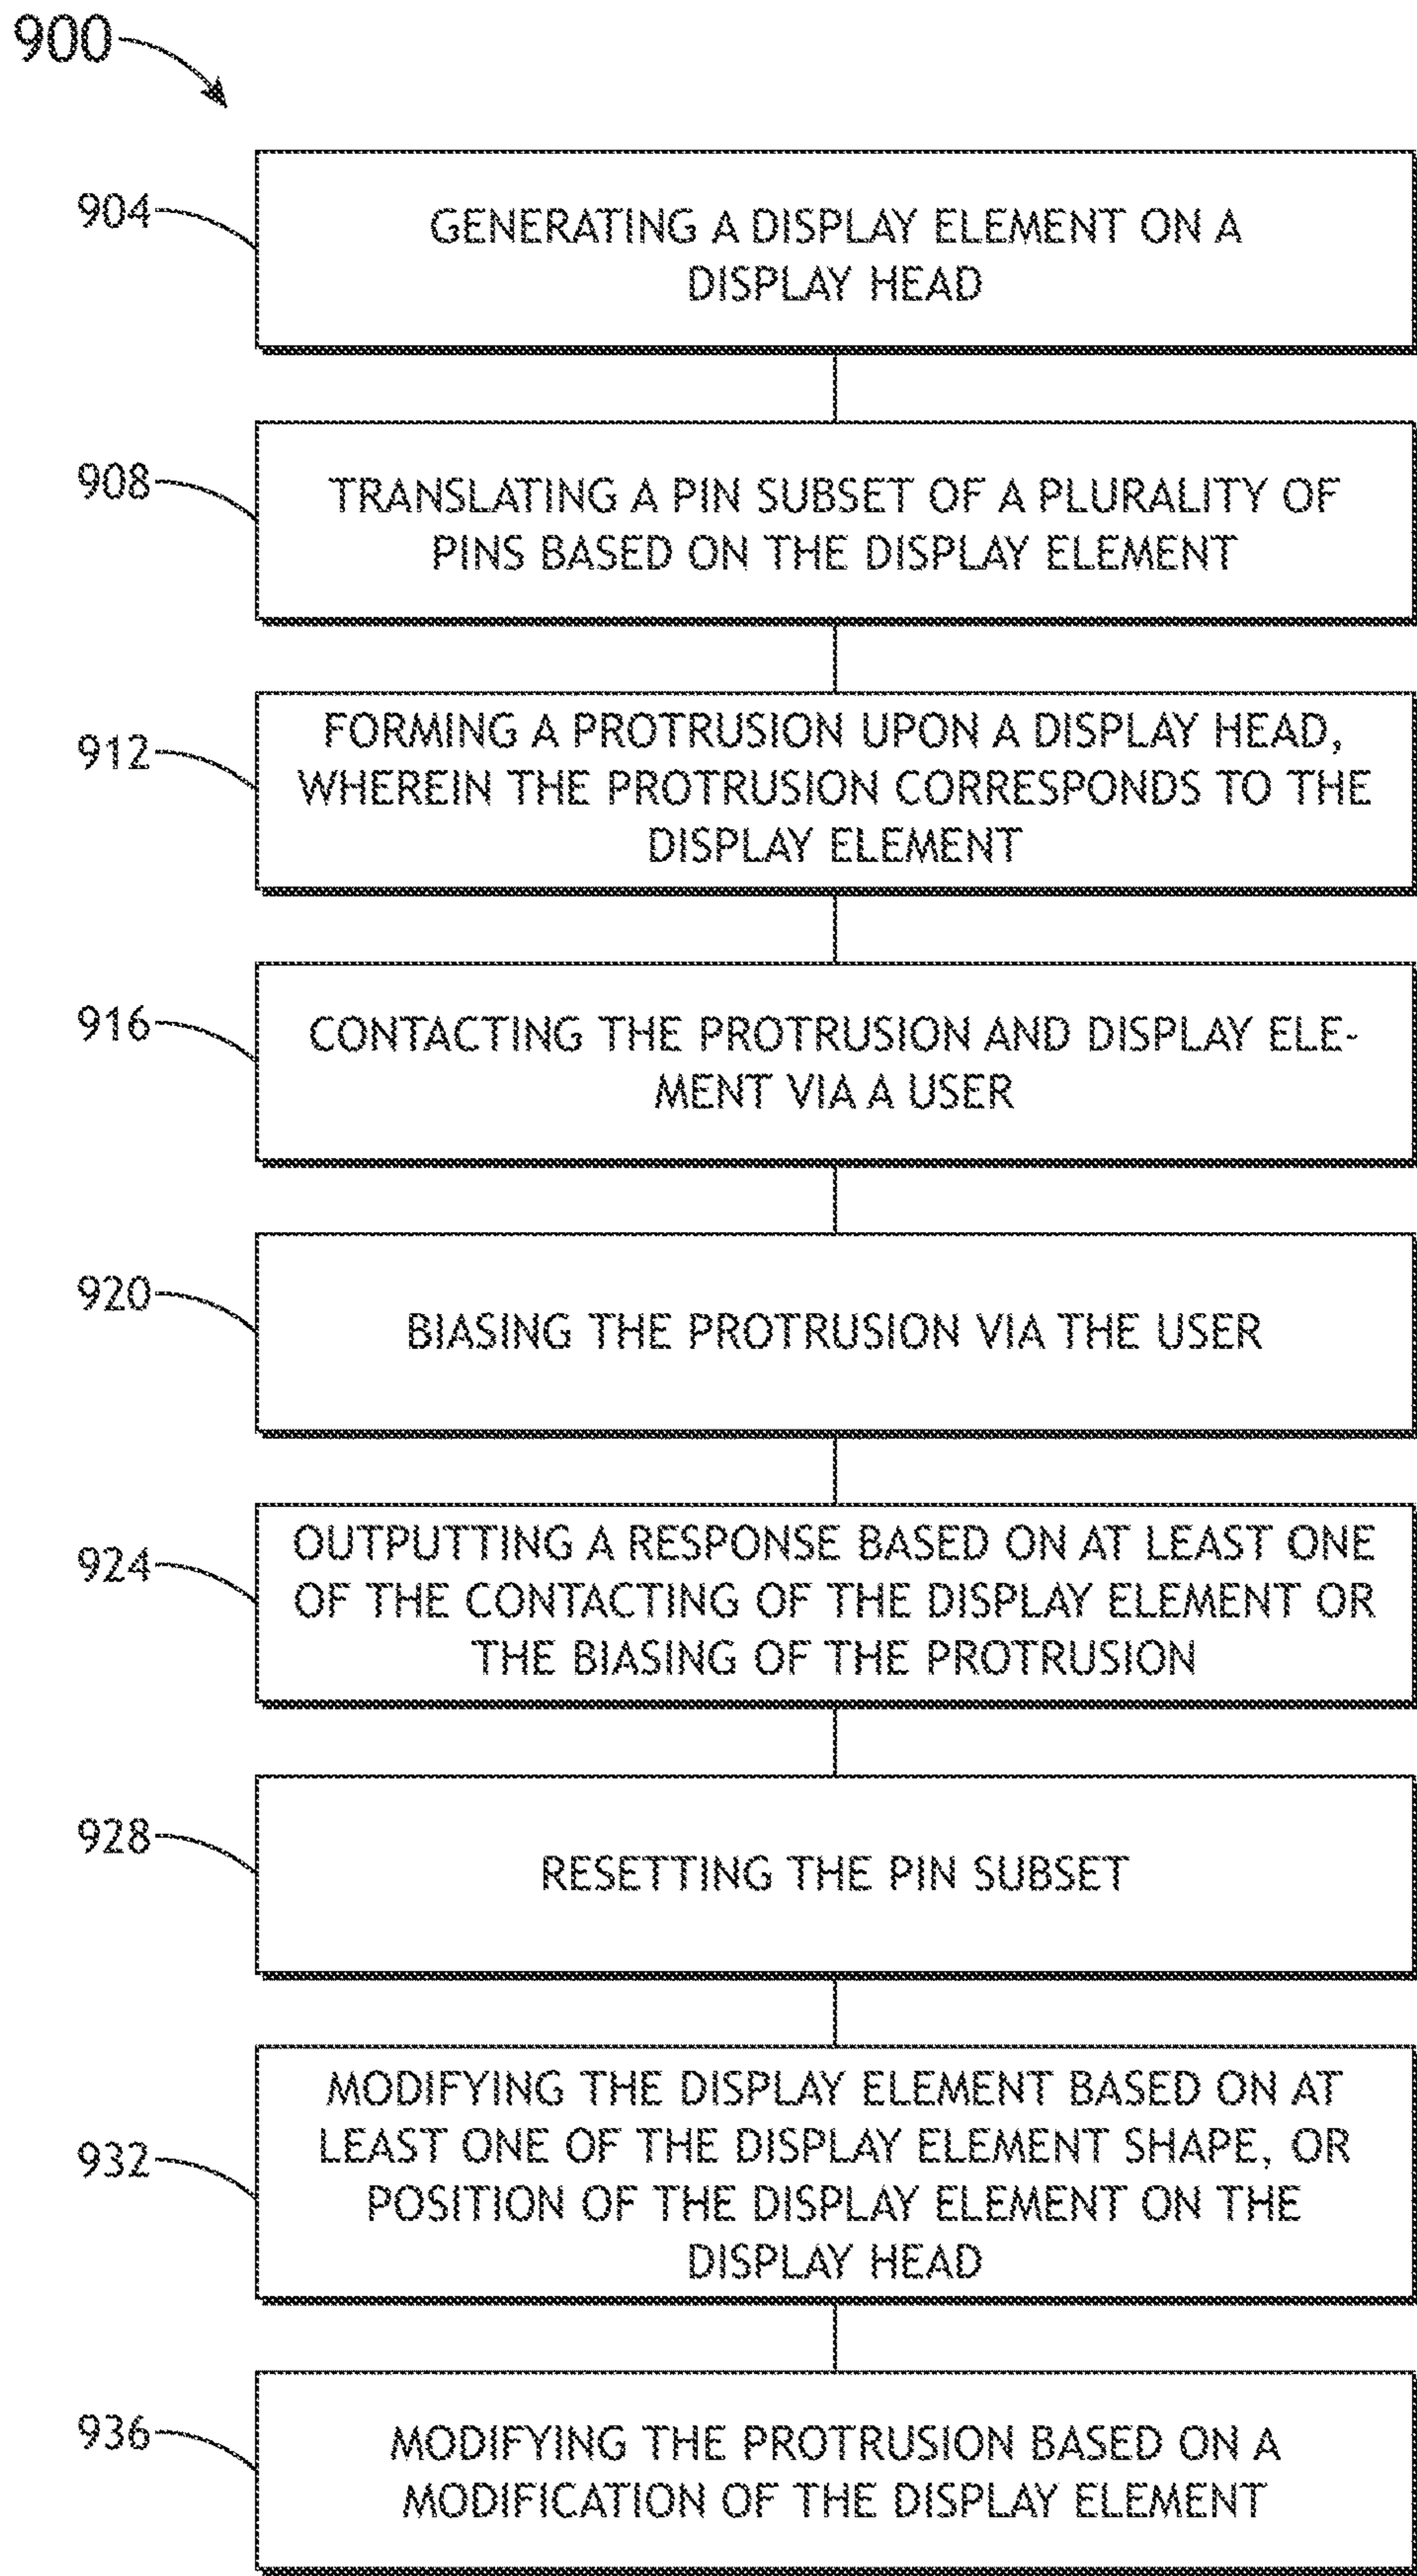 900
904
GENERATING A DISPLAY ELEMENT ON A
DISPLAY HEAD
908
TRANSLATING A PIN SUBSET OF A PLURALITY OF
PINS BASED ON THE DISPLAY ELEMENT
912
FORMING A PROTRUSION UPON A DISPLAY HEAD,
WHEREIN THE PROTRUSION CORRESPONDS TO THE
DISPLAY ELEMENT
916
CONTACTING THE PROTRUSION AND DISPLAY ELE-
MENT VIA A USER
920
BIASING THE PROTRUSION VIA THE USER
924
OUTPUTTING A RESPONSE BASED ON AT LEAST ONE
OF THE CONTACTING OF THE DISPLAY ELEMENT OR
THE BIASING OF THE PROTRUSION
928
RESETTING THE PIN SUBSET
932
MODIFYING THE DISPLAY ELEMENT BASED ON AT
LEAST ONE OF THE DISPLAY ELEMENT SHAPE, OR
POSITION OF THE DISPLAY ELEMENT ON THE
DISPLAY HEAD
936
MODIFYING THE PROTRUSION BASED ON A
MODIFICATION OF THE DISPLAY ELEMENT